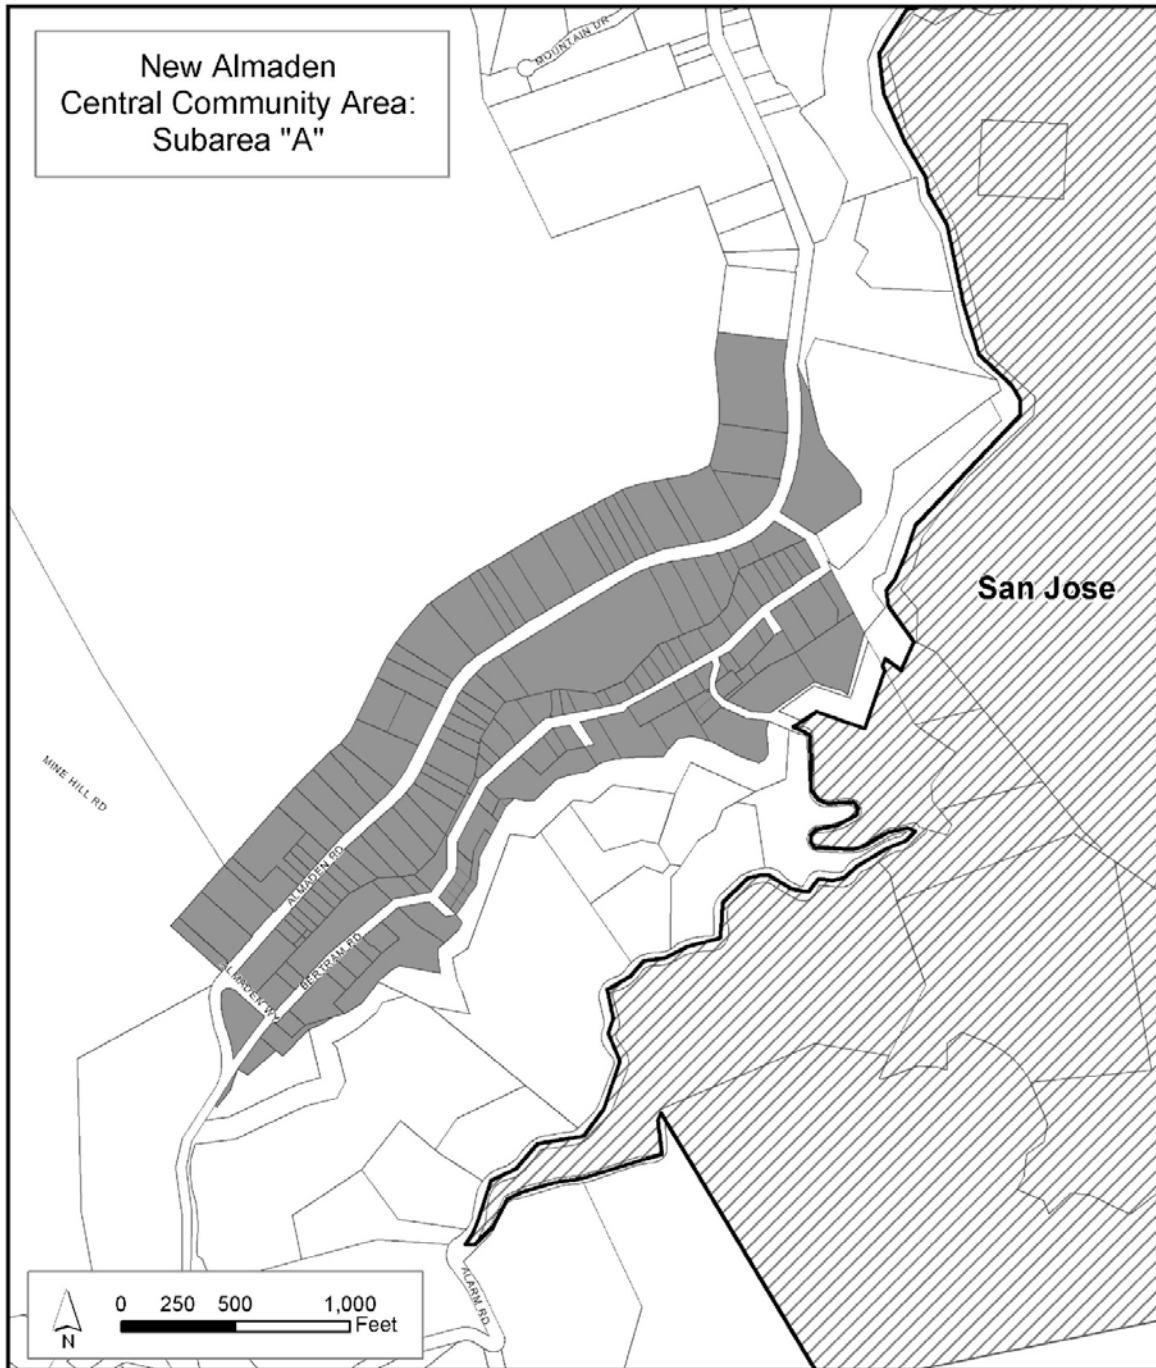 New Almaden
Central Community Area:
Subarea "A"
MOUNTAIN DR
San Jose
MINE HILL RD
ALMADEN RD
BERTRAM RD
ALMADEN WY
ALARM RD
0 250 500 1,000
Feet
N